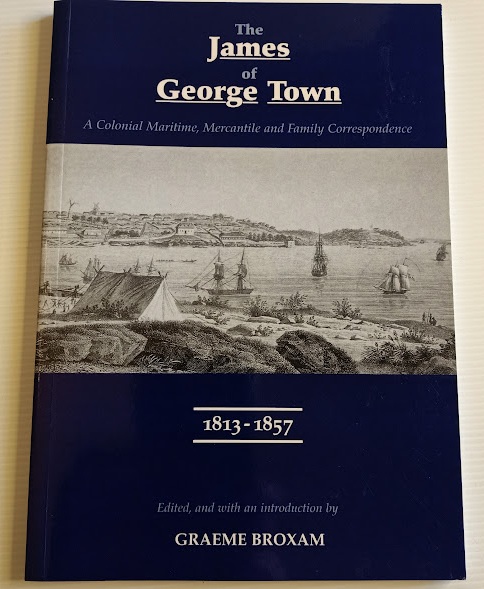 The
James
of
George Town
A Colonial Maritime, Mercantile and Family Correspondence
1813-1857
Edited, and with an introduction by
GRAEME BROXAM